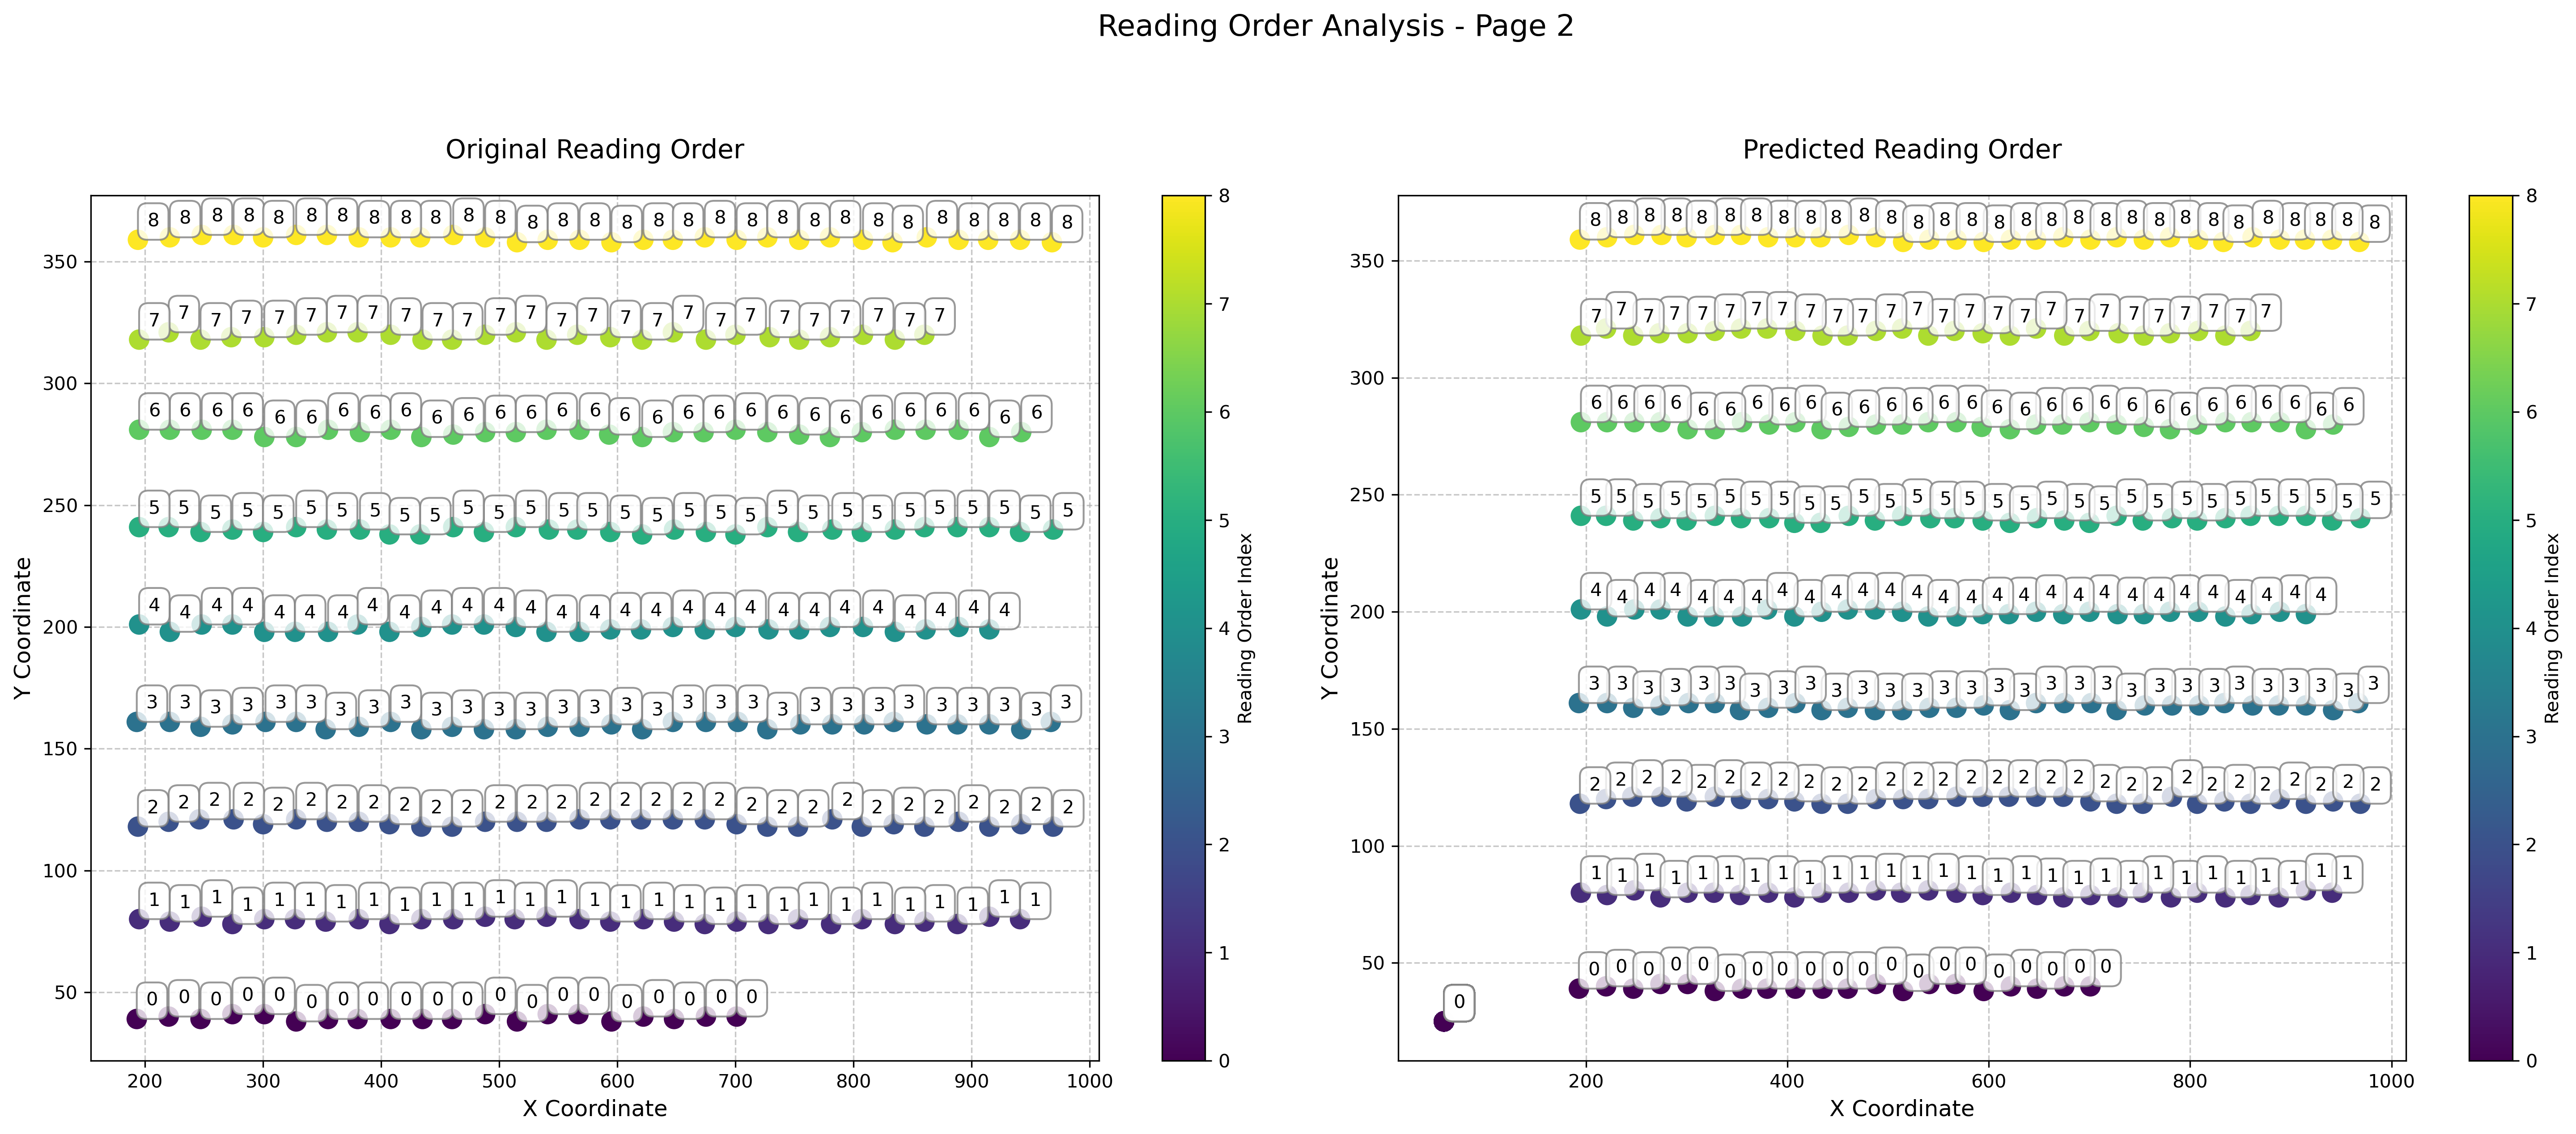 Reading Order Analysis - Page 2
Original Reading Order
8 8 8 8 8 8 8 8 8 8 8 8 8 8 8 8 8 8 8 8 8 8 8 8 8 8 8 8 8 8
7 7 7 7 7 7 7 7 7 7 7 7 7 7 7 7 7 7 7 7 7 7 7 7 7 7
6 6 6 6 6 6 6 6 6 6 6 6 6 6 6 6 6 6 6 6 6 6 6 6 6 6 6 6 6
5 5 5 5 5 5 5 5 5 5 5 5 5 5 5 5 5 5 5 5 5 5 5 5 5 5 5 5 5 5
4 4 4 4 4 4 4 4 4 4 4 4 4 4 4 4 4 4 4 4 4 4 4 4 4 4 4 4
3 3 3 3 3 3 3 3 3 3 3 3 3 3 3 3 3 3 3 3 3 3 3 3 3 3 3 3 3 3
2 2 2 2 2 2 2 2 2 2 2 2 2 2 2 2 2 2 2 2 2 2 2 2 2 2 2 2 2 2
1 1 1 1 1 1 1 1 1 1 1 1 1 1 1 1 1 1 1 1 1 1 1 1 1 1 1 1 1
0 0 0 0 0 0 0 0 0 0 0 0 0 0 0 0 0 0 0 0
350
300
250
200
150
100
50
Y Coordinate
200 300 400 500 600 700 800 900 1000
X Coordinate
8
7
6
5
4
3
2
1
0
Reading Order Index
Predicted Reading Order
8 8 8 8 8 8 8 8 8 8 8 8 8 8 8 8 8 8 8 8 8 8 8 8 8 8 8 8 8 8
7 7 7 7 7 7 7 7 7 7 7 7 7 7 7 7 7 7 7 7 7 7 7 7 7 7
6 6 6 6 6 6 6 6 6 6 6 6 6 6 6 6 6 6 6 6 6 6 6 6 6 6 6 6 6
5 5 5 5 5 5 5 5 5 5 5 5 5 5 5 5 5 5 5 5 5 5 5 5 5 5 5 5 5 5
4 4 4 4 4 4 4 4 4 4 4 4 4 4 4 4 4 4 4 4 4 4 4 4 4 4 4 4
3 3 3 3 3 3 3 3 3 3 3 3 3 3 3 3 3 3 3 3 3 3 3 3 3 3 3 3 3 3
2 2 2 2 2 2 2 2 2 2 2 2 2 2 2 2 2 2 2 2 2 2 2 2 2 2 2 2 2 2
1 1 1 1 1 1 1 1 1 1 1 1 1 1 1 1 1 1 1 1 1 1 1 1 1 1 1 1 1
0 0 0 0 0 0 0 0 0 0 0 0 0 0 0 0 0 0 0 0
0
350
300
250
200
150
100
50
Y Coordinate
200 400 600 800 1000
X Coordinate
8
7
6
5
4
3
2
1
0
Reading Order Index